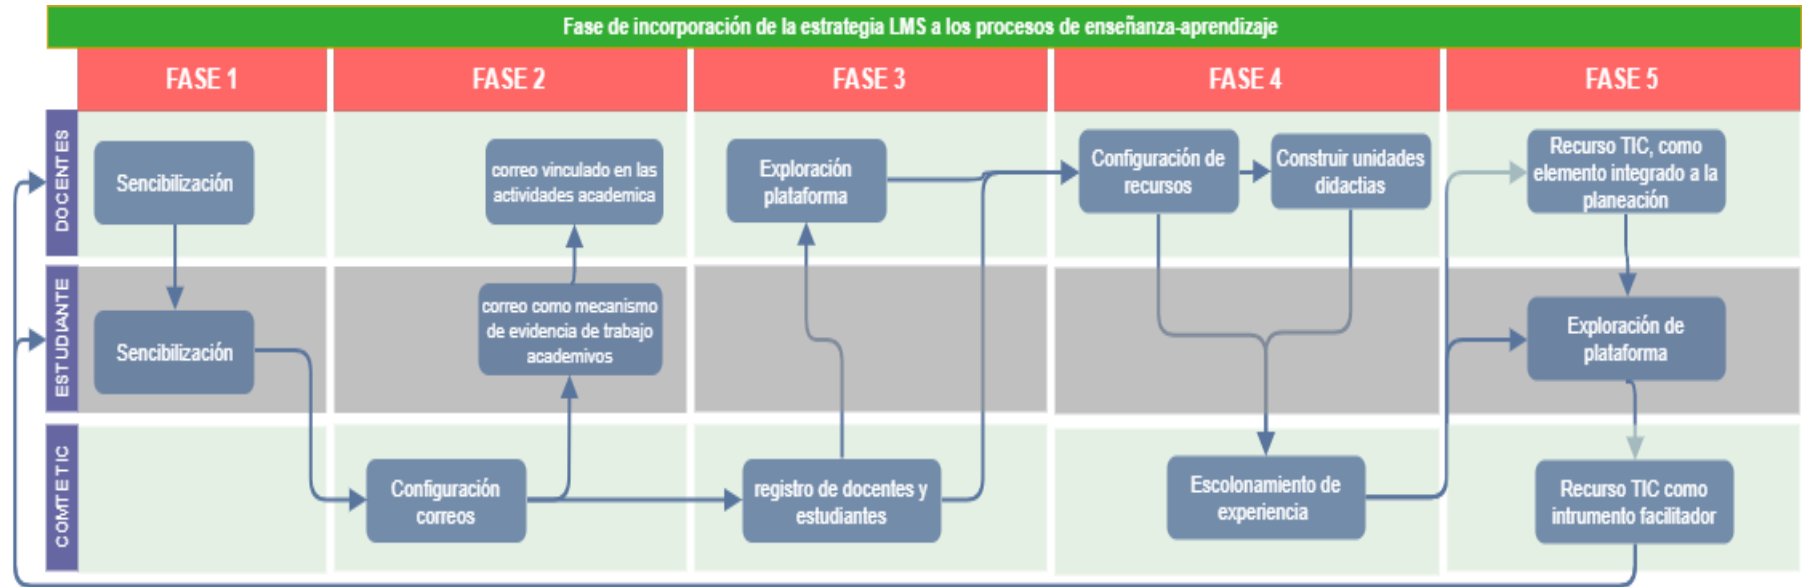 Fase de incorporación de la estrategia LMS a los procesos de enseñanza-aprendizaje
FASE 1
FASE 2
FASE 3
FASE 4
FASE 5
DOCENTES
Sencibilización
correo vinculado en las
actividades academica
Exploración
plataforma
Configuración de
recursos
Construir unidades
didactias
Recurso TIC, como
elemento integrado a la
planeación
ESTUDIANTE
Sencibilización
correo como mecanismo
de evidencia de trabajo
academivos
Exploración de
plataforma
COMTETIC
Configuración
correos
registro de docentes y
estudiantes
Escolonamiento de
experiencia
Recurso TIC como
intrumento facilitador